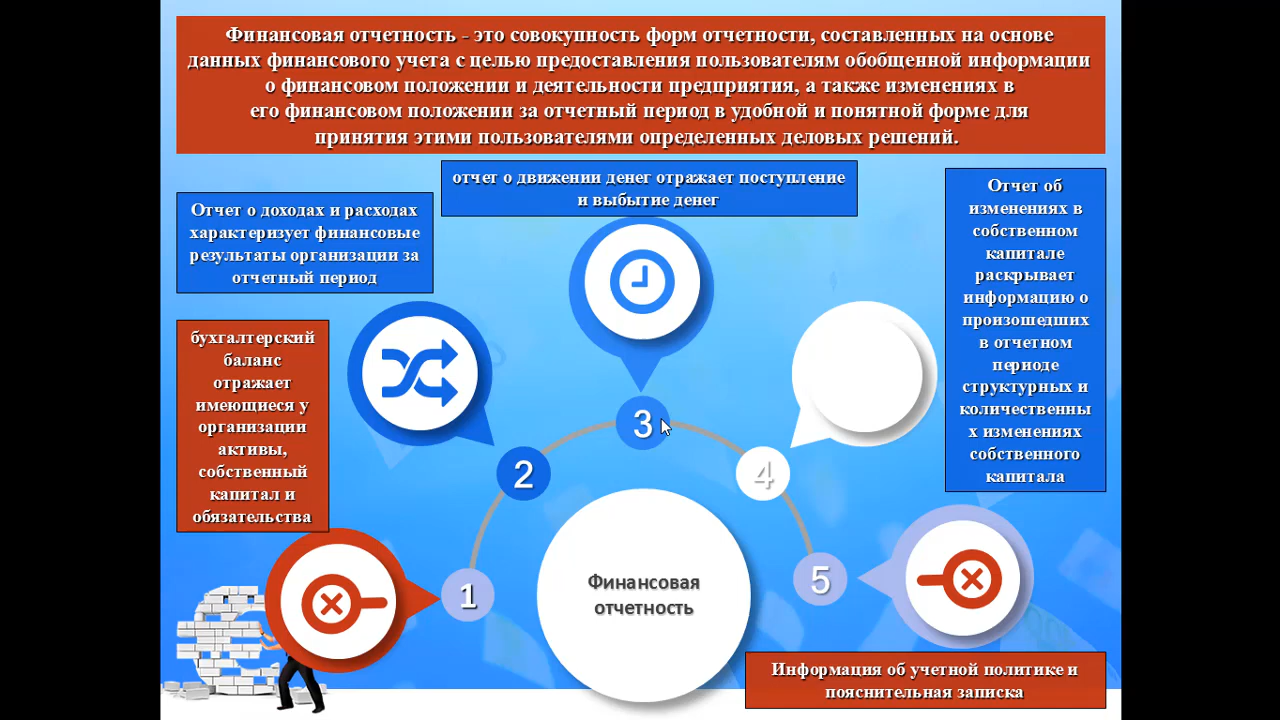 Финансовая отчетность - это совокупность форм отчетности, составленных на основе
данных финансового учета с целью предоставления пользователям обобщенной информации
о финансовом положении и деятельности предприятия, а также изменениях в
его финансовом положении за отчетный период в удобной и понятной форме для
принятия этими пользователями определенных деловых решений.
отчет о движении денег отражает поступление
и выбытие денег
Отчет о доходах и расходах
характеризует финансовые
результаты организации за
отчетный период
Отчет об
изменениях в
собственном
капитале
раскрывает
информацию о
произошедших
в отчетном
периоде
структурных и
количественны
х изменениях
собственного
капитала
бухгалтерский
баланс
отражает
имеющиеся у
организации
активы,
собственный
капитал и
обязательства
3
2
4
1
5
Финансовая
отчетность
Информация об учетной политике и
пояснительная записка